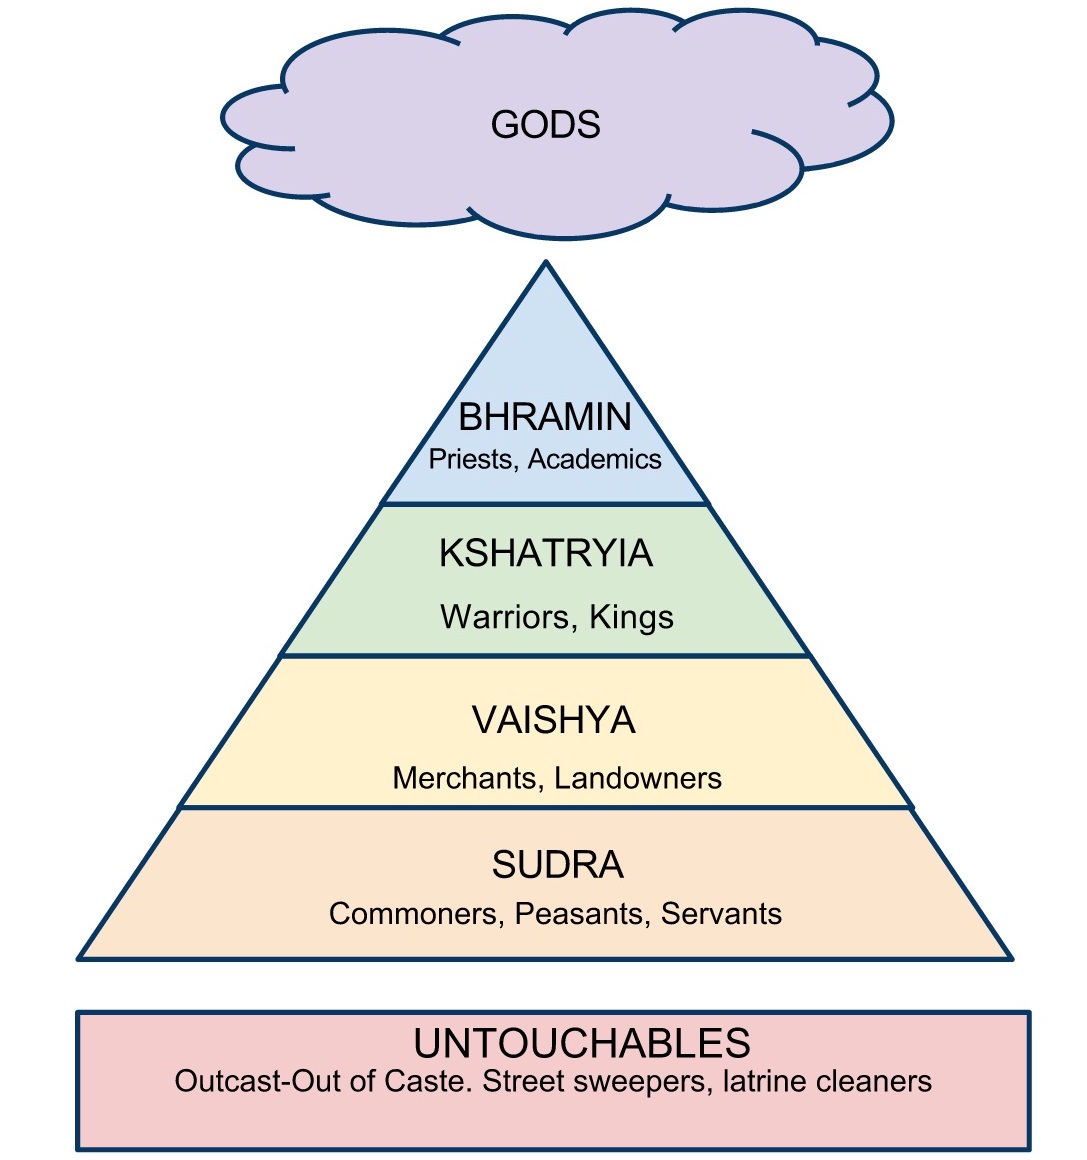 GODS
BHRAMIN
Priests, Academics
KSHATRYIA
Warriors, Kings
VAISHYA
Merchants, Landowners
SUDRA
Commoners, Peasants, Servants
UNTOUCHABLES
Outcast-Out of Caste. Street sweepers, latrine cleaners